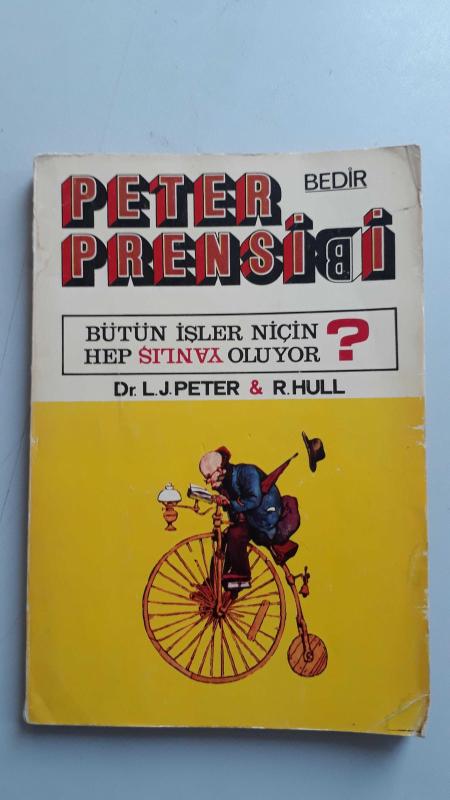 PETER BEDİR
PRENSİBİ
BÜTÜN İŞLER NİÇİN
HEP YANLIŞ OLUYOR ?
Dr. L.J. PETER & R. HULL